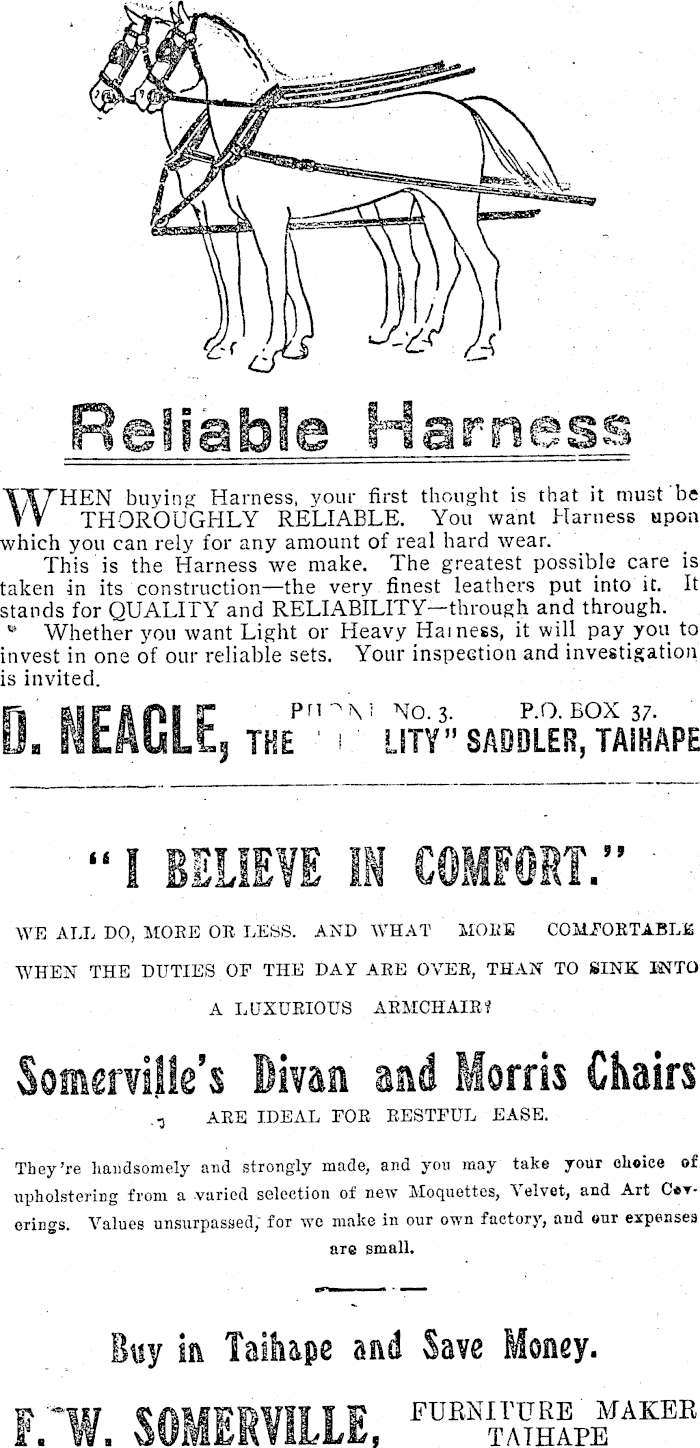 Reliable Harness
WHEN buying Harness, your first thought is that it must be
THOROUGHLY RELIABLE. You want Harness upon
which you can rely for any amount of real hard wear.
This is the Harness we make. The greatest possible care is
taken in its construction—the very finest leathers put into it. It
stands for QUALITY and RELIABILITY—through and through.
Whether you want Light or Heavy Harness, it will pay you to
invest in one of our reliable sets. Your inspection and investigation
is invited.
NO. 3. P.O. BOX 37.
D. NEAGLE, THE LITY" SADDLER, TAIHAPE
"I BELIEVE IN COMFORT."
WE ALL DO, MORE OR LESS. AND WHAT MORE COMFORTABLE
WHEN THE DUTIES OF THE DAY ARE OVER, THAN TO SINK INTO
A LUXURIOUS ARMCHAIR?
Somerville's Divan and Morris Chairs
ARE IDEAL FOR RESTFUL EASE.
They're handsomely and strongly made, and you may take your choice of
upholstering from a varied selection of new Moquettes, Velvet, and Art Cov-
erings. Values unsurpassed, for we make in our own factory, and our expenses
are small.
Buy in Taihape and Save Money.
F. W. SOMERVILLE, FURNITURE MAKER
TAIHAPE